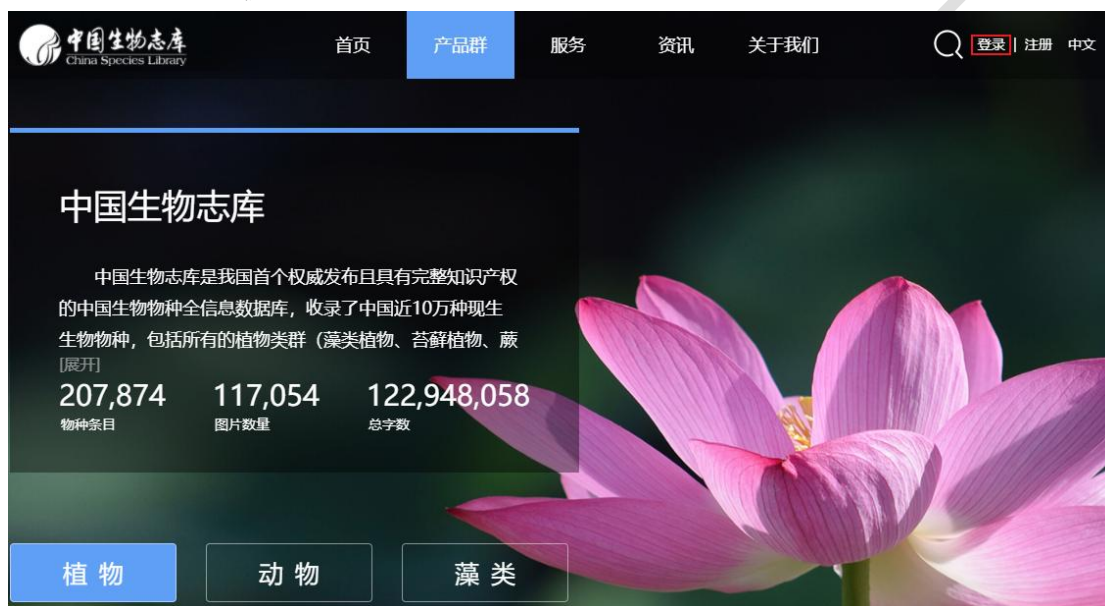 中国生物志库
China Species Library
首页 产品群 服务 资讯 关于我们 登录 | 注册 中文
中国生物志库
中国生物志库是我国首个权威发布且具有完整知识产权
的中国生物物种全信息数据库，收录了中国近10万种现生
生物物种，包括所有的植物类群（藻类植物、苔藓植物、蕨
[展开]
207,874 117,054 122,948,058
物种条目 图片数量 总字数
植物 动物 藻类